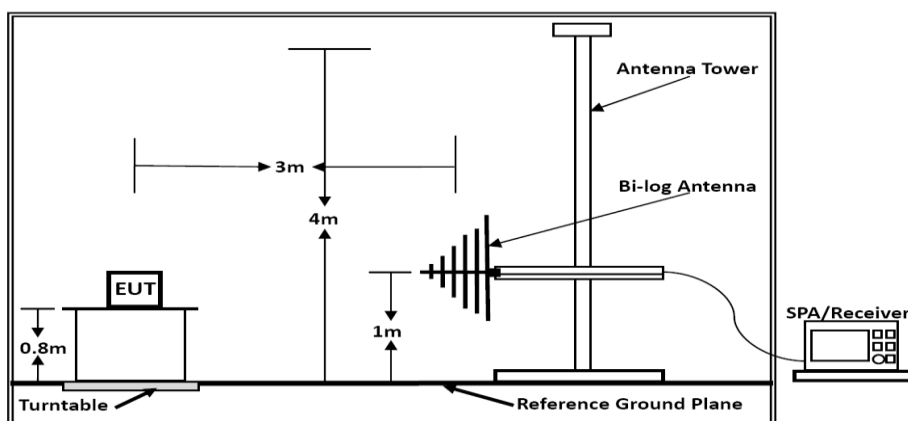 Antenna Tower
3m
Bi-log Antenna
4m
EUT
1m
SPA/Receiver
0.8m
Turntable
Reference Ground Plane